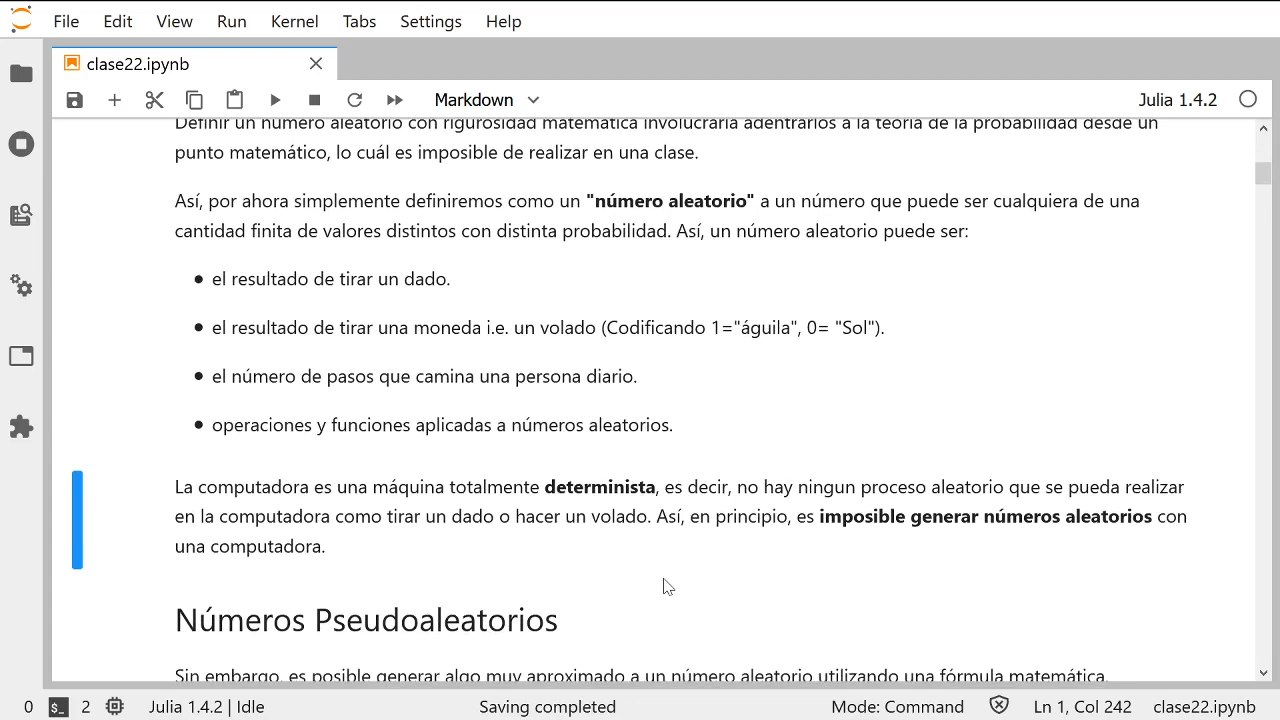 File Edit View Run Kernel Tabs Settings Help
clase22.ipynb
Markdown
Julia 1.4.2
Definir un número aleatorio con rigurosidad matemática involucraría adentrarlos a la teoría de la probabilidad desde un
punto matemático, lo cuál es imposible de realizar en una clase.
Así, por ahora simplemente definiremos como un "número aleatorio" a un número que puede ser cualquiera de una
cantidad finita de valores distintos con distinta probabilidad. Así, un número aleatorio puede ser:
el resultado de tirar un dado.
el resultado de tirar una moneda i.e. un volado (Codificando 1="águila", 0= "Sol").
el número de pasos que camina una persona diario.
operaciones y funciones aplicadas a números aleatorios.
La computadora es una máquina totalmente determinista, es decir, no hay ningun proceso aleatorio que se pueda realizar
en la computadora como tirar un dado o hacer un volado. Así, en principio, es imposible generar números aleatorios con
una computadora.
Números Pseudoaleatorios
Sin embargo, es posible generar algo muy aproximado a un número aleatorio utilizando una fórmula matemática.
0 $_ 2 Julia 1.4.2 | Idle Saving completed Mode: Command Ln 1, Col 242 clase22.ipynb